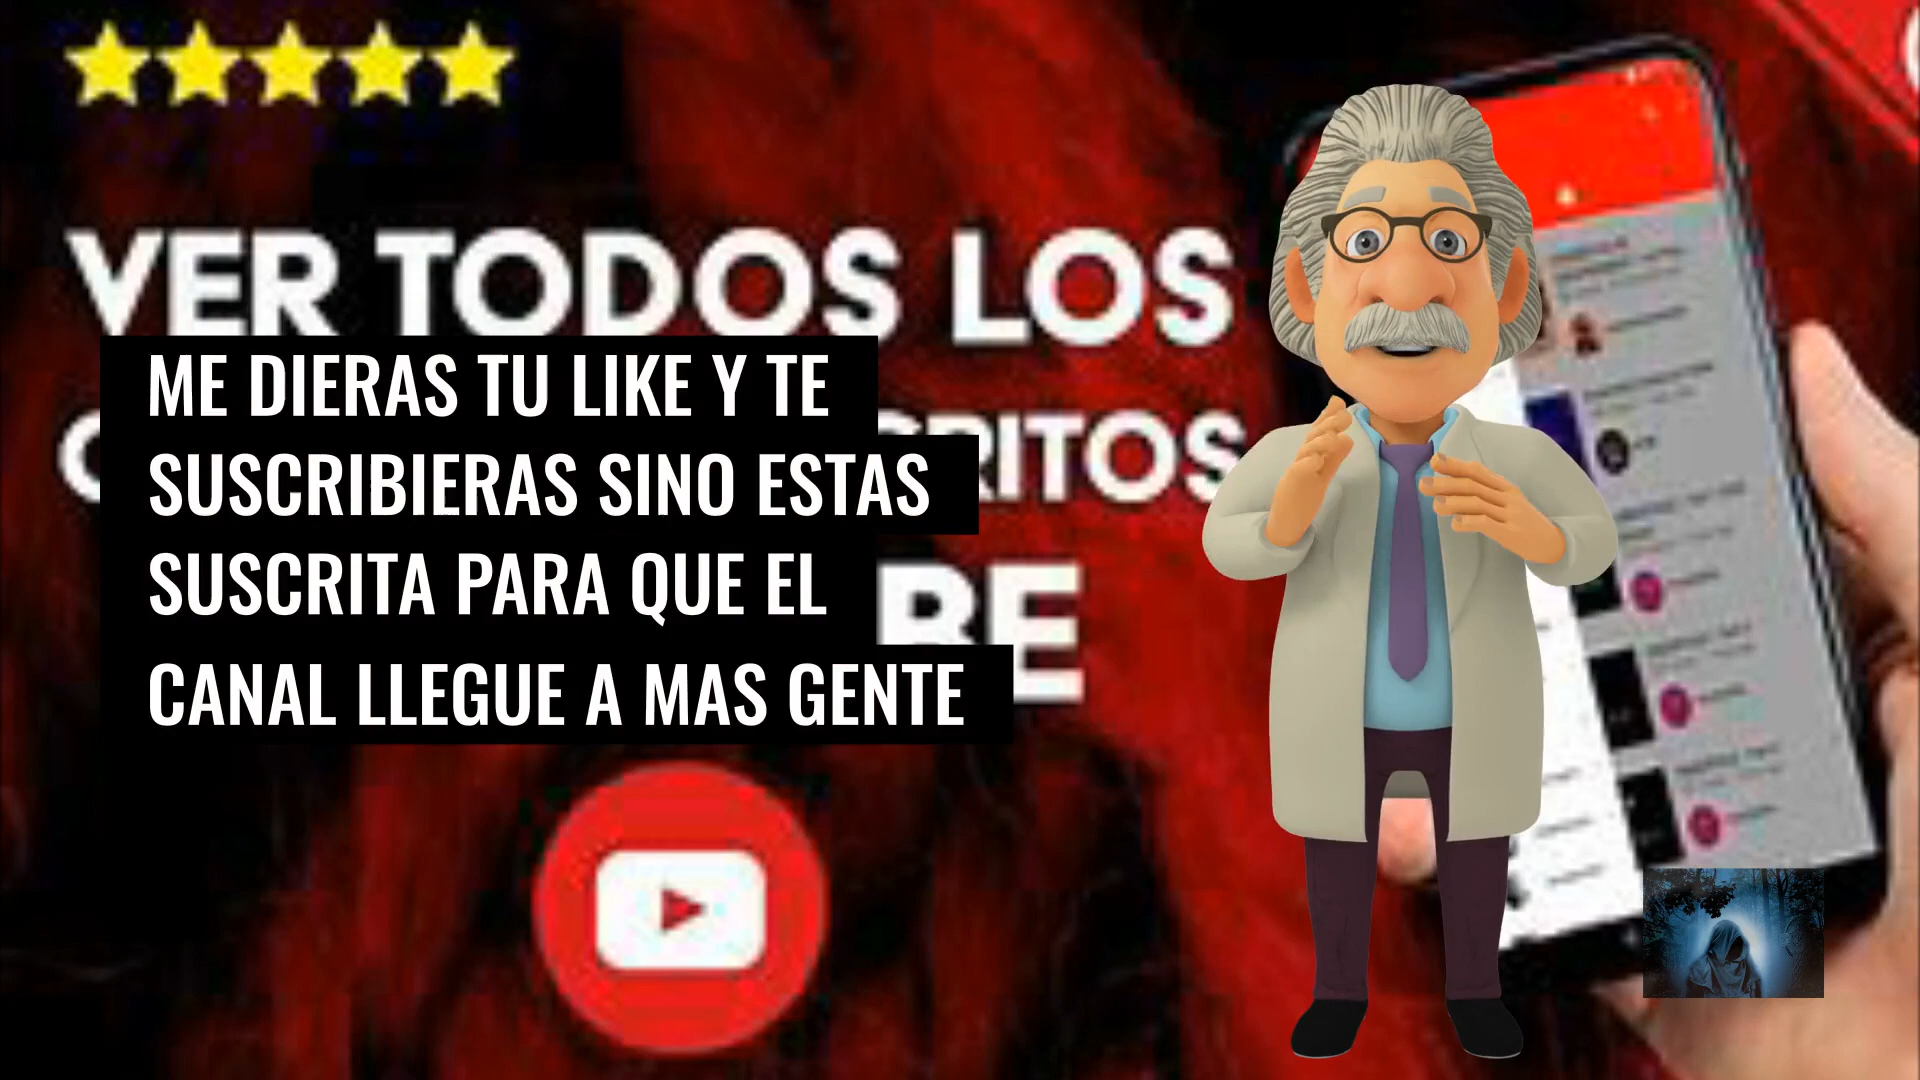 VER TODOS LOS
ME DIERAS TU LIKE Y TE
SUSCRIBIERAS SINO ESTAS
SUSCRITA PARA QUE EL
CANAL LLEGUE A MAS GENTE